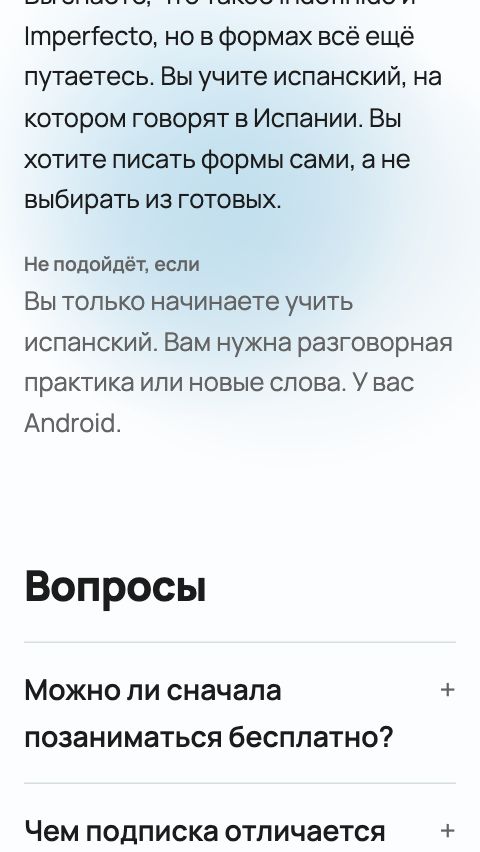 Imperfecto, но в формах всё ещё
путаетесь. Вы учите испанский, на
котором говорят в Испании. Вы
хотите писать формы сами, а не
выбирать из готовых.
Не подойдёт, если
Вы только начинаете учить
испанский. Вам нужна разговорная
практика или новые слова. У вас
Android.
Вопросы
Можно ли сначала +
позаниматься бесплатно?
Чем подписка отличается +